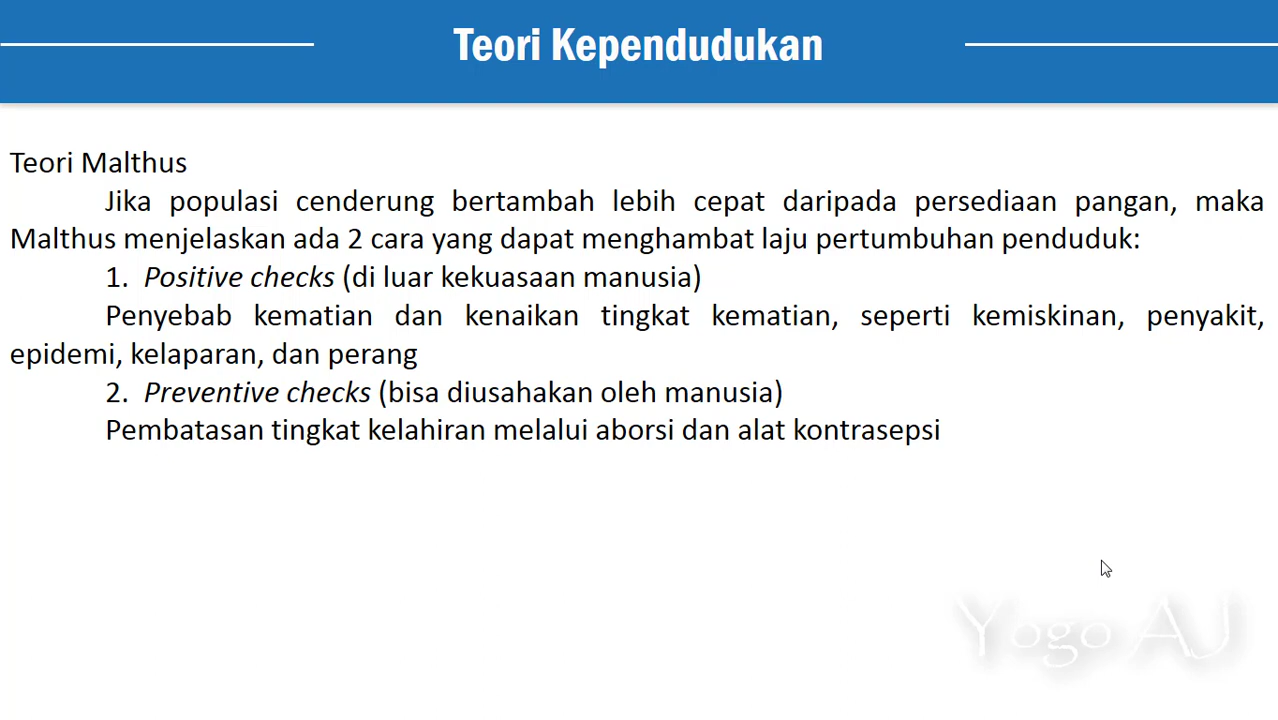 Teori Kependudukan
Teori Malthus
Jika populasi cenderung bertambah lebih cepat daripada persediaan pangan, maka
Malthus menjelaskan ada 2 cara yang dapat menghambat laju pertumbuhan penduduk:
1. Positive checks (di luar kekuasaan manusia)
Penyebab kematian dan kenaikan tingkat kematian, seperti kemiskinan, penyakit,
epidemi, kelaparan, dan perang
2. Preventive checks (bisa diusahakan oleh manusia)
Pembatasan tingkat kelahiran melalui aborsi dan alat kontrasepsi
Yogo AJ